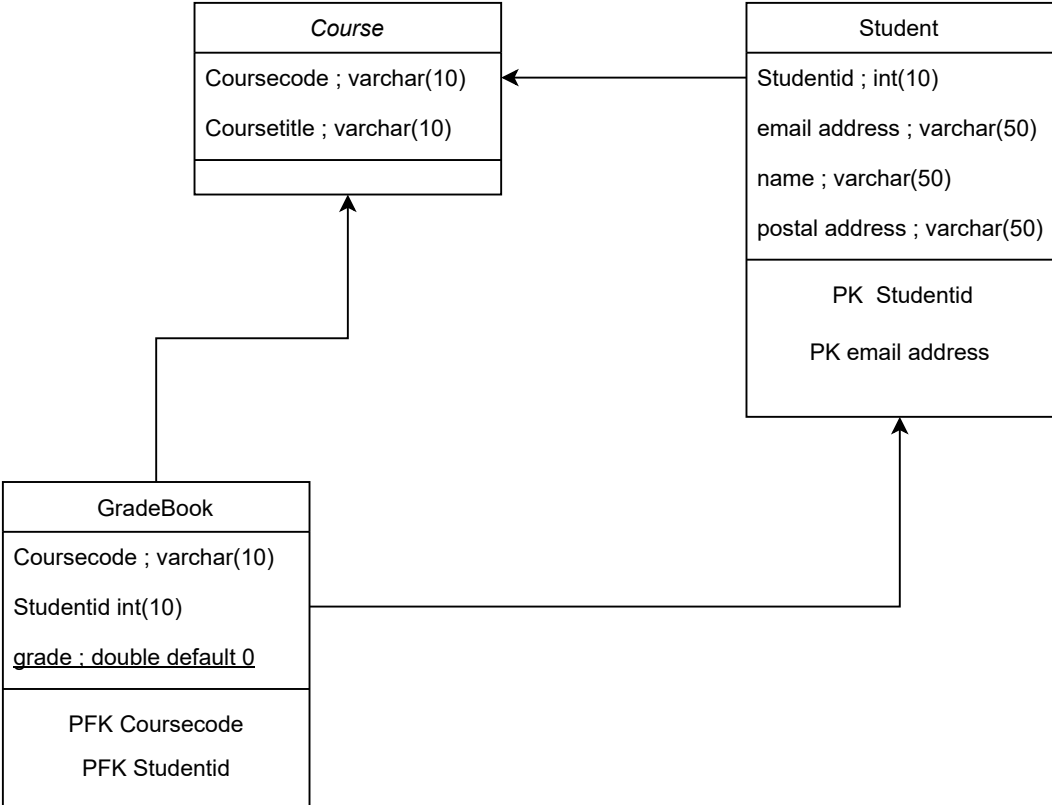 Course
Coursecode ; varchar(10)
Coursetitle ; varchar(10)
Student
Studentid ; int(10)
email address ; varchar(50)
name ; varchar(50)
postal address ; varchar(50)
PK  Studentid
PK email address
GradeBook
Coursecode ; varchar(10)
Studentid int(10)
grade ; double default 0
PFK Coursecode
PFK Studentid